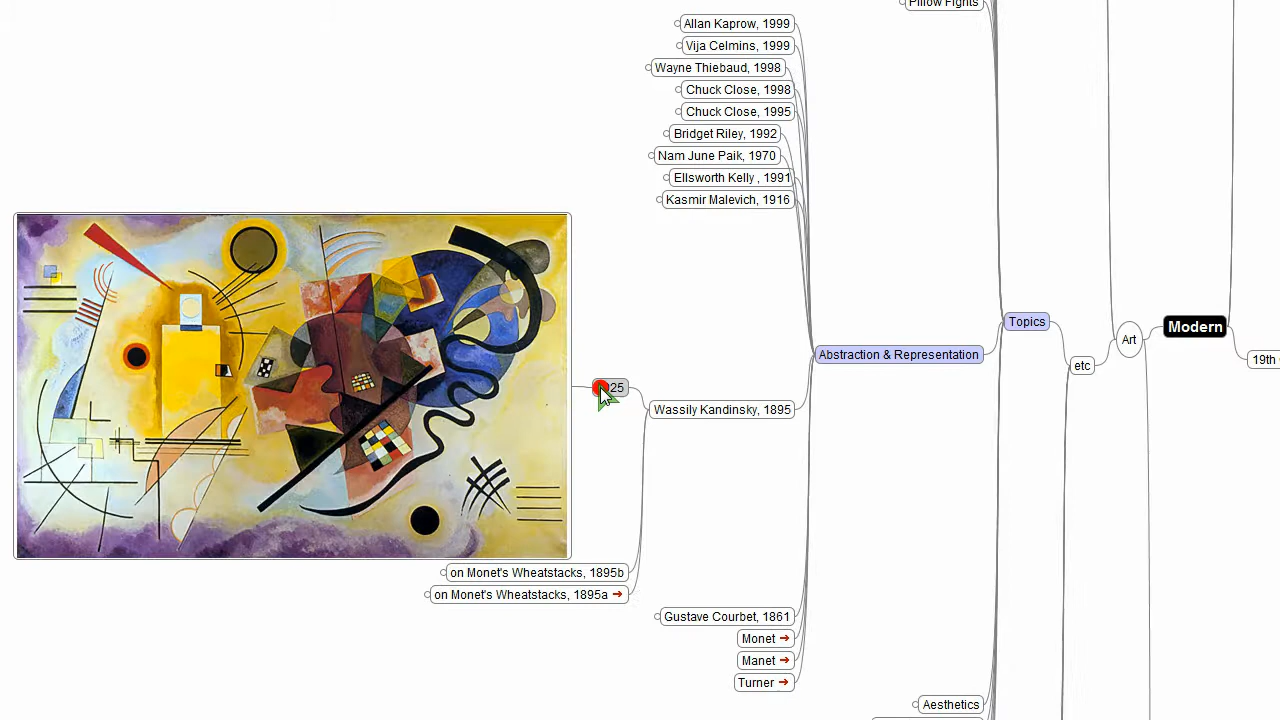 Pillow Fights
Allan Kaprow, 1999
Vija Celmins, 1999
Wayne Thiebaud, 1998
Chuck Close, 1998
Chuck Close, 1995
Bridget Riley, 1992
Nam June Paik, 1970
Ellsworth Kelly , 1991
Kasmir Malevich, 1916
Topics
Modern
Art
Abstraction & Representation
19th
etc
25
Wassily Kandinsky, 1895
on Monet's Wheatstacks, 1895b
on Monet's Wheatstacks, 1895a
Gustave Courbet, 1861
Monet
Manet
Turner
Aesthetics